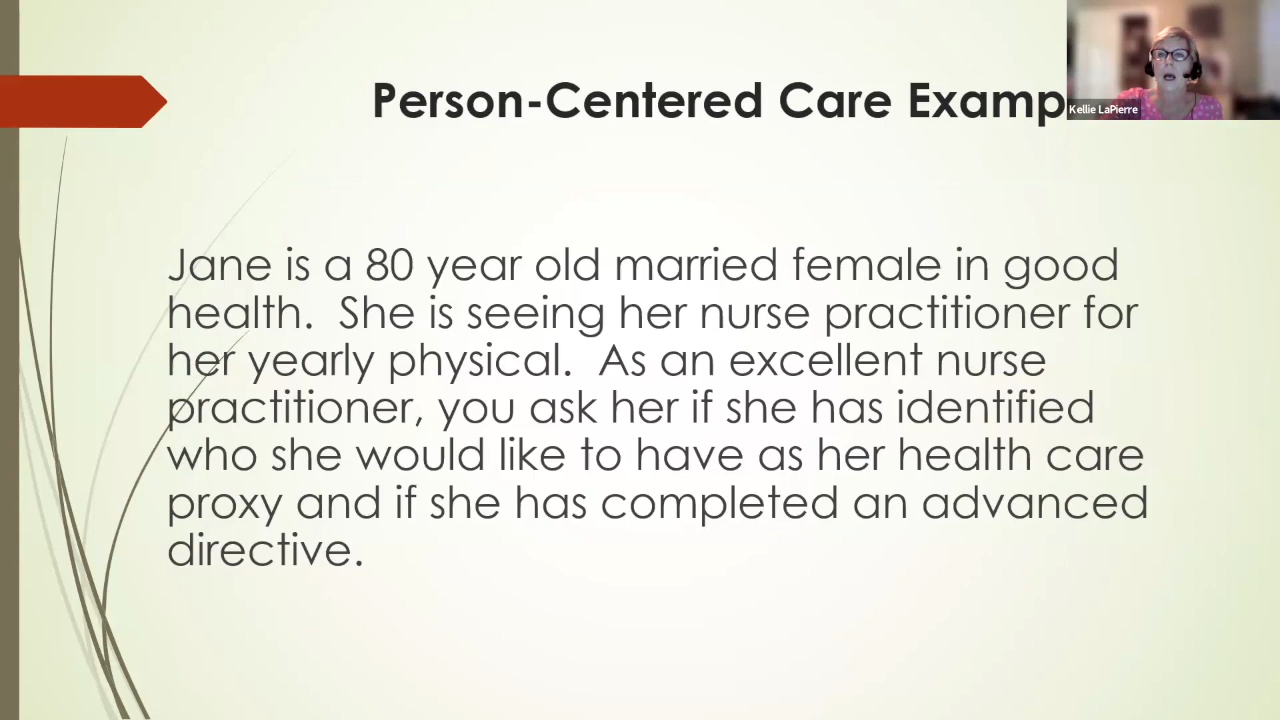 Person-Centered Care Examp
Kellie LaPierre
Jane is a 80 year old married female in good
health.  She is seeing her nurse practitioner for
her yearly physical.  As an excellent nurse
practitioner, you ask her if she has identified
who she would like to have as her health care
proxy and if she has completed an advanced
directive.